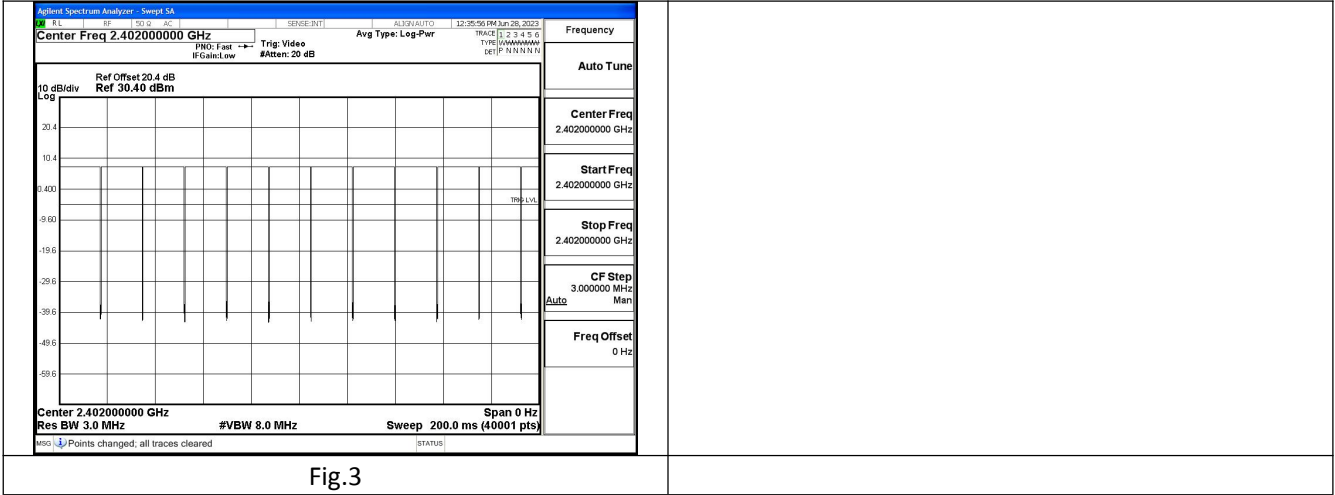 Agilent Spectrum Analyzer - Swept SA
LXI RL RF 50 Ω AC SENSE:INT ALIGNAUTO 12:35:56 PM Jun 28, 2023
Center Freq 2.402000000 GHz
PNO: Fast
IFGain:Low
Trig: Video
#Atten: 20 dB
Avg Type: Log-Pwr
TRACE 1 2 3 4 5 6
TYPE WWWWWW
DET P N N N N N
Ref Offset 20.4 dB
10 dB/div Ref 30.40 dBm
Log
20.4
10.4
0.400
TRIG LVL
-9.60
-19.6
-29.6
-39.6
-49.6
-59.6
Center 2.402000000 GHz Span 0 Hz
Res BW 3.0 MHz #VBW 8.0 MHz Sweep 200.0 ms (40001 pts)
MSG Points changed; all traces cleared STATUS
Frequency
Auto Tune
Center Freq
2.402000000 GHz
Start Freq
2.402000000 GHz
Stop Freq
2.402000000 GHz
CF Step
3.000000 MHz
Auto Man
Freq Offset
0 Hz
Fig.3